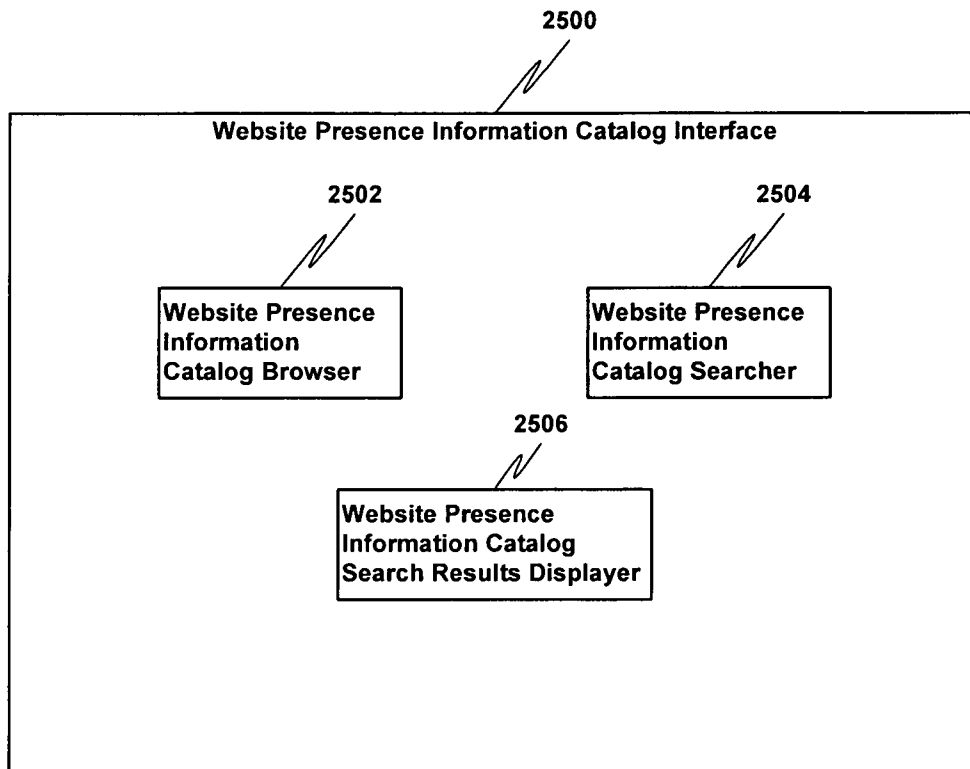 2500
Website Presence Information Catalog Interface
2502
2504
Website Presence
Information
Catalog Browser
Website Presence
Information
Catalog Searcher
2506
Website Presence
Information Catalog
Search Results Displayer